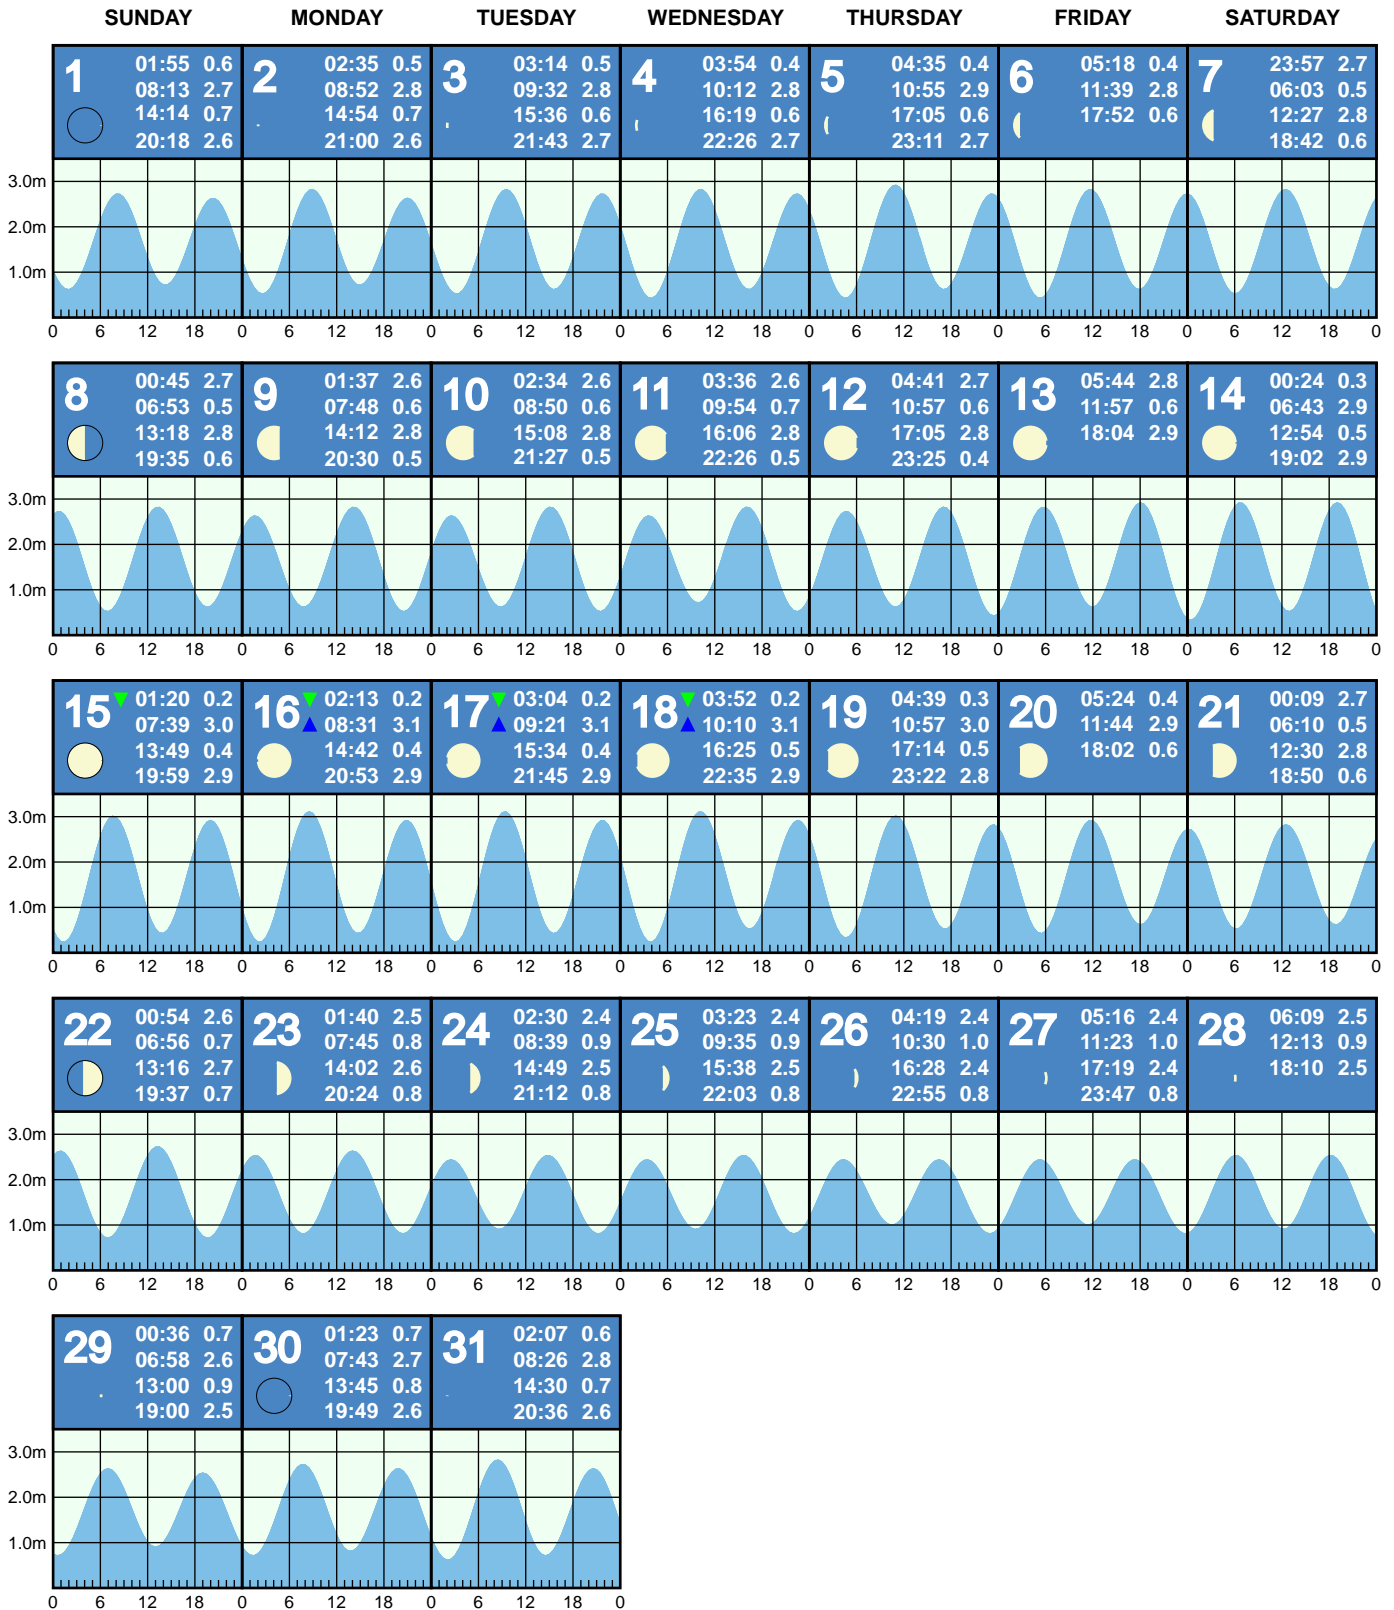 SUNDAY MONDAY TUESDAY WEDNESDAY THURSDAY FRIDAY SATURDAY
1 01:55 0.6
08:13 2.7
14:14 0.7
20:18 2.6
2 02:35 0.5
08:52 2.8
14:54 0.7
21:00 2.6
3 03:14 0.5
09:32 2.8
15:36 0.6
21:43 2.7
4 03:54 0.4
10:12 2.8
16:19 0.6
22:26 2.7
5 04:35 0.4
10:55 2.9
17:05 0.6
23:11 2.7
6 05:18 0.4
11:39 2.8
17:52 0.6
7 23:57 2.7
06:03 0.5
12:27 2.8
18:42 0.6
3.0m
2.0m
1.0m
0 6 12 18 0 6 12 18 0 6 12 18 0 6 12 18 0 6 12 18 0 6 12 18 0 6 12 18 0
8 00:45 2.7
06:53 0.5
13:18 2.8
19:35 0.6
9 01:37 2.6
07:48 0.6
14:12 2.8
20:30 0.5
10 02:34 2.6
08:50 0.6
15:08 2.8
21:27 0.5
11 03:36 2.6
09:54 0.7
16:06 2.8
22:26 0.5
12 04:41 2.7
10:57 0.6
17:05 2.8
23:25 0.4
13 05:44 2.8
11:57 0.6
18:04 2.9
14 00:24 0.3
06:43 2.9
12:54 0.5
19:02 2.9
3.0m
2.0m
1.0m
0 6 12 18 0 6 12 18 0 6 12 18 0 6 12 18 0 6 12 18 0 6 12 18 0 6 12 18 0
15 01:20 0.2
07:39 3.0
13:49 0.4
19:59 2.9
16 02:13 0.2
08:31 3.1
14:42 0.4
20:53 2.9
17 03:04 0.2
09:21 3.1
15:34 0.4
21:45 2.9
18 03:52 0.2
10:10 3.1
16:25 0.5
22:35 2.9
19 04:39 0.3
10:57 3.0
17:14 0.5
23:22 2.8
20 05:24 0.4
11:44 2.9
18:02 0.6
21 00:09 2.7
06:10 0.5
12:30 2.8
18:50 0.6
3.0m
2.0m
1.0m
0 6 12 18 0 6 12 18 0 6 12 18 0 6 12 18 0 6 12 18 0 6 12 18 0 6 12 18 0
22 00:54 2.6
06:56 0.7
13:16 2.7
19:37 0.7
23 01:40 2.5
07:45 0.8
14:02 2.6
20:24 0.8
24 02:30 2.4
08:39 0.9
14:49 2.5
21:12 0.8
25 03:23 2.4
09:35 0.9
15:38 2.5
22:03 0.8
26 04:19 2.4
10:30 1.0
16:28 2.4
22:55 0.8
27 05:16 2.4
11:23 1.0
17:19 2.4
23:47 0.8
28 06:09 2.5
12:13 0.9
18:10 2.5
3.0m
2.0m
1.0m
0 6 12 18 0 6 12 18 0 6 12 18 0 6 12 18 0 6 12 18 0 6 12 18 0 6 12 18 0
29 00:36 0.7
06:58 2.6
13:00 0.9
19:00 2.5
30 01:23 0.7
07:43 2.7
13:45 0.8
19:49 2.6
31 02:07 0.6
08:26 2.8
14:30 0.7
20:36 2.6
3.0m
2.0m
1.0m
0 6 12 18 0 6 12 18 0 6 12 18 0